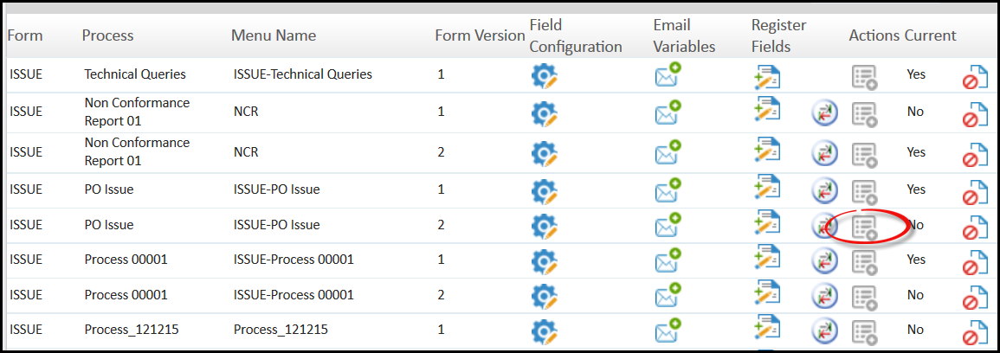 Form Process Menu Name Form Version Field Configuration Email Variables Register Fields Actions Current
ISSUE Technical Queries ISSUE-Technical Queries 1 Yes
ISSUE Non Conformance Report 01 NCR 1 No
ISSUE Non Conformance Report 01 NCR 2 Yes
ISSUE PO Issue ISSUE-PO Issue 1 Yes
ISSUE PO Issue ISSUE-PO Issue 2 No
ISSUE Process 00001 ISSUE-Process 00001 1 Yes
ISSUE Process 00001 ISSUE-Process 00001 2 No
ISSUE Process_121215 Process_121215 1 No